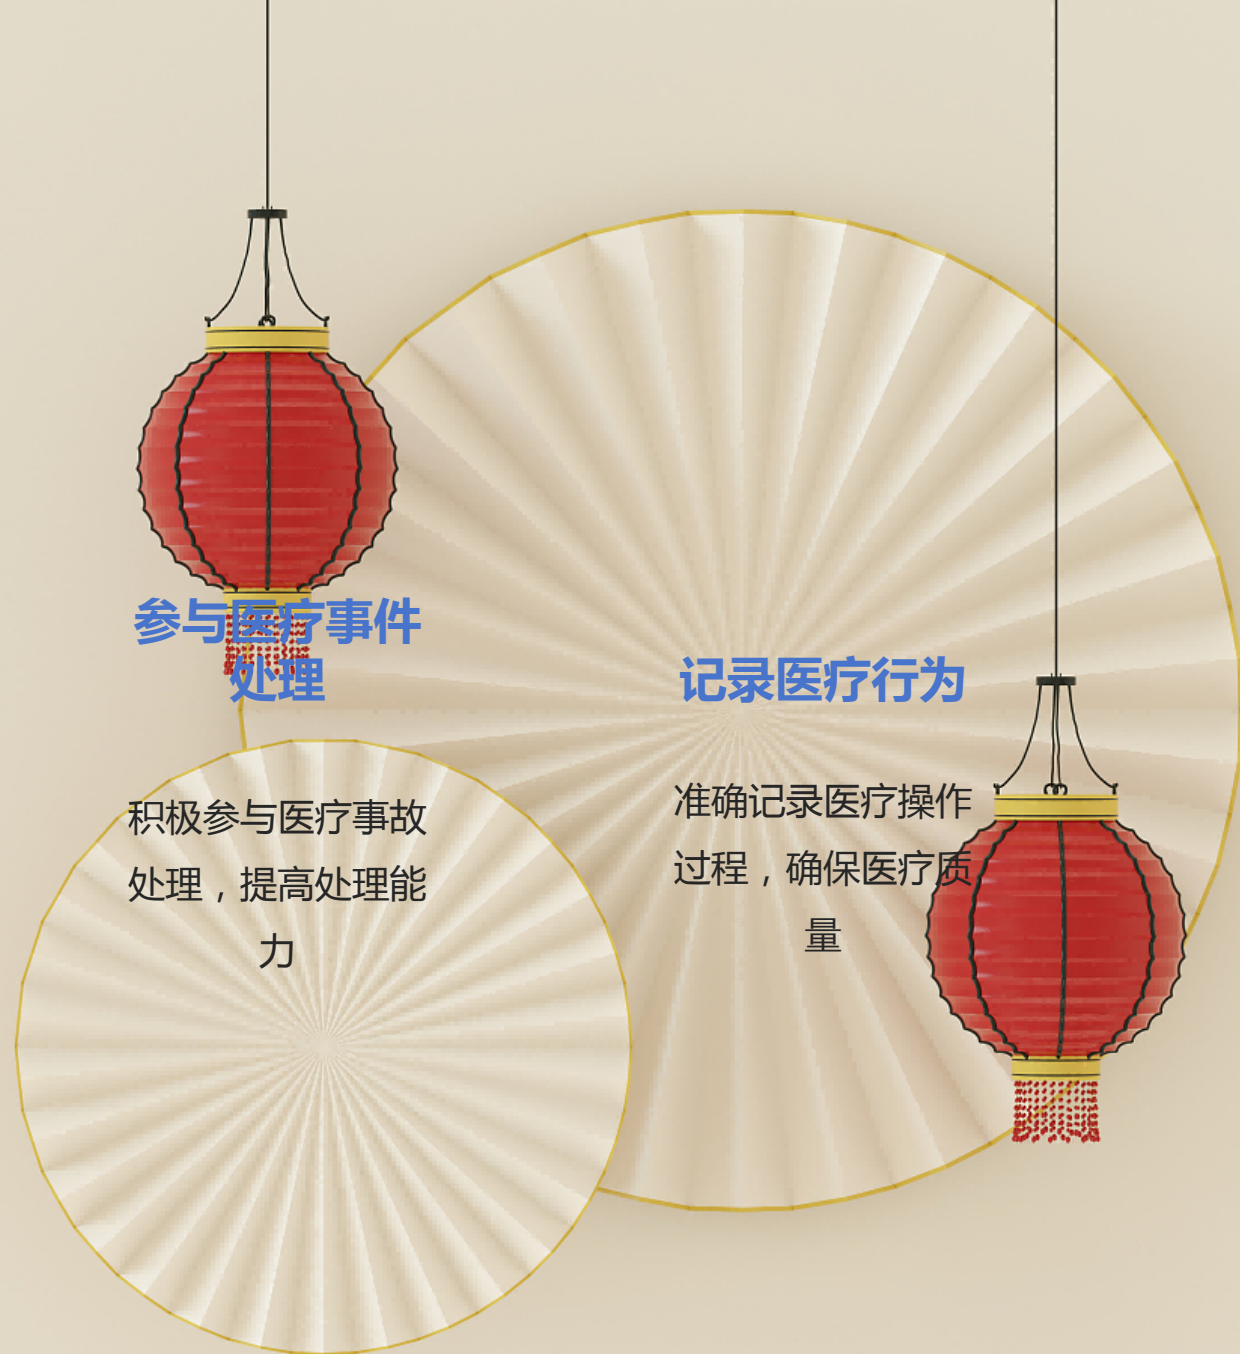 参与医疗事件
处理
积极参与医疗事故
处理，提高处理能
力
记录医疗行为
准确记录医疗操作
过程，确保医疗质
量